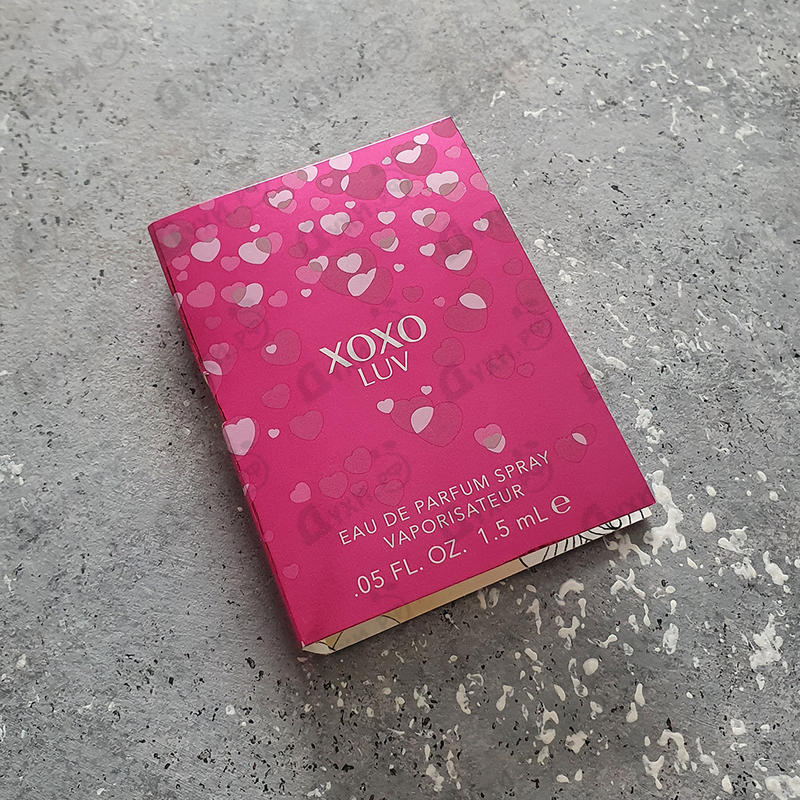 XOXO
LUV
EAU DE PARFUM SPRAY
VAPORISATEUR
.05 FL. OZ. 1.5 mL ℮